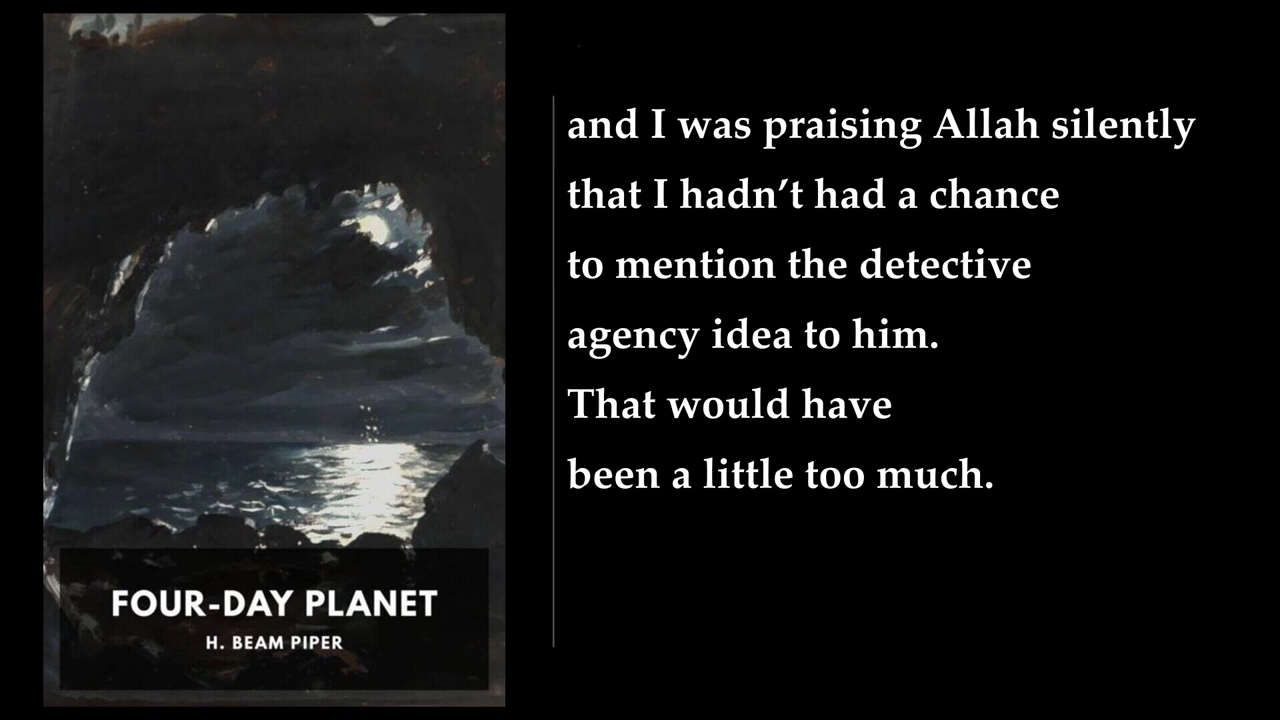 FOUR-DAY PLANET
H. BEAM PIPER
and I was praising Allah silently
that I hadn’t had a chance
to mention the detective
agency idea to him.
That would have
been a little too much.